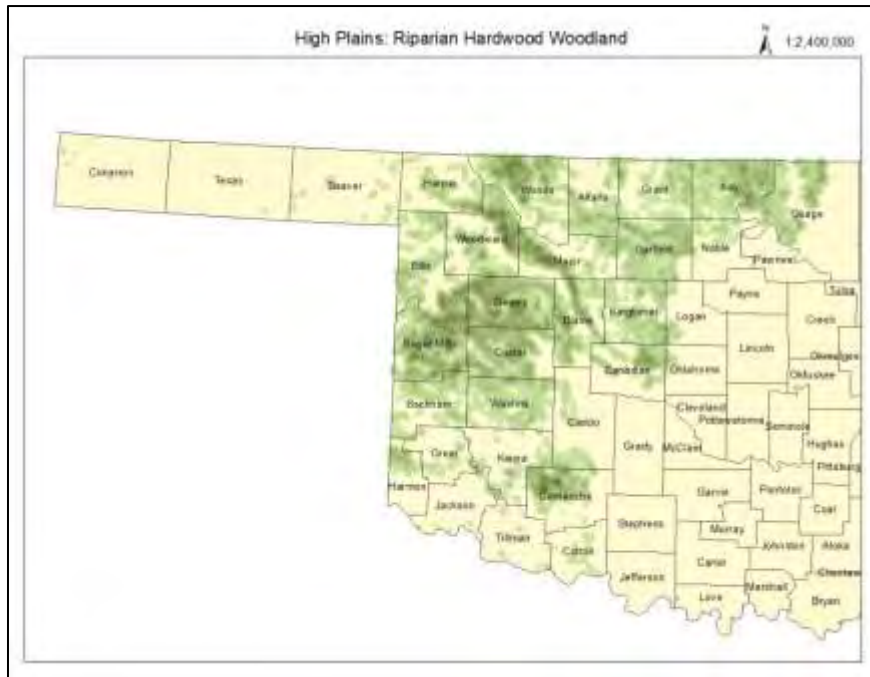 High Plains: Riparian Hardwood Woodland
N
1:2,400,000
Cimarron
Texas
Beaver
Harper
Woods
Alfalfa
Grant
Kay
Osage
Woodward
Ellis
Major
Garfield
Noble
Pawnee
Tulsa
Dewey
Blaine
Kingfisher
Logan
Payne
Creek
Roger Mills
Custer
Canadian
Oklahoma
Lincoln
Okmulgee
Okfuskee
Beckham
Washita
Caddo
Grady
Cleveland
McClain
Pottawatomie
Seminole
Hughes
Pittsburg
Greer
Kiowa
Harmon
Jackson
Comanche
Garvin
Pontotoc
Coal
Tillman
Cotton
Stephens
Murray
Johnston
Atoka
Jefferson
Carter
Love
Marshall
Choctaw
Bryan